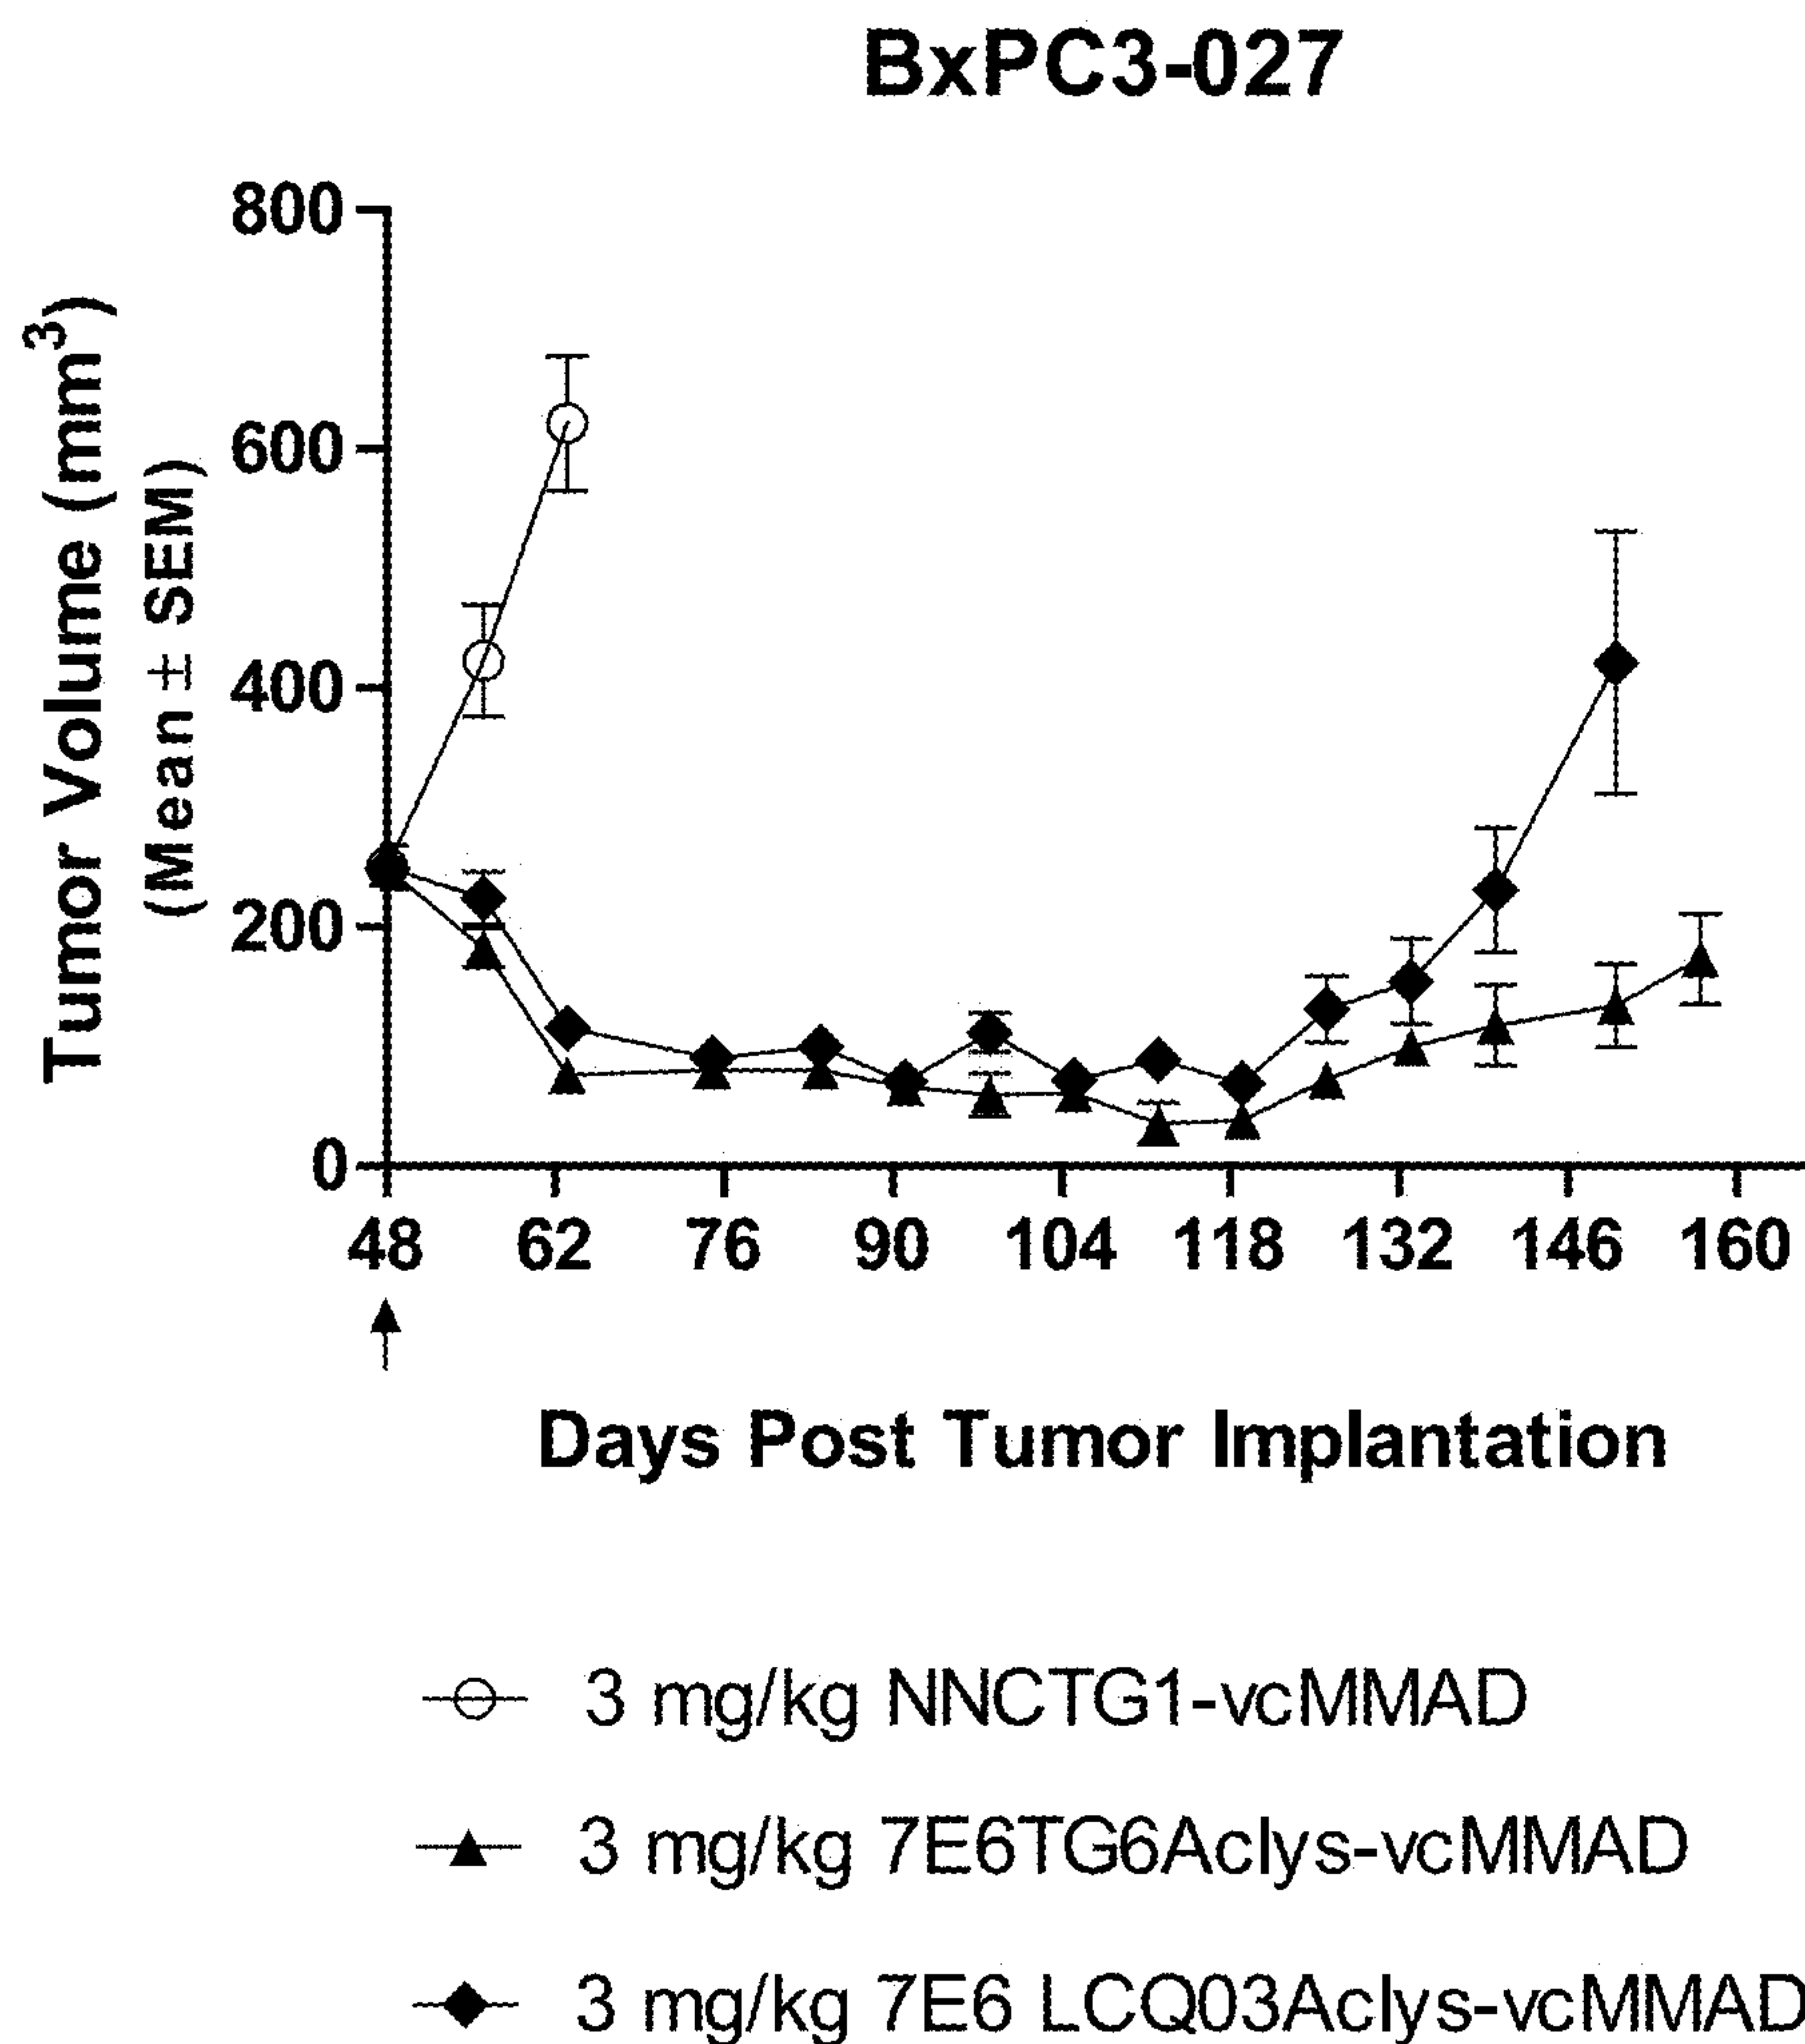 BxPC3-027
Tumor Volume (mm³)
(Mean ± SEM)
800
600
400
200
0
48 62 76 90 104 118 132 146 160
Days Post Tumor Implantation
3 mg/kg NNCTG1-vcMMAD
3 mg/kg 7E6TG6Aclys-vcMMAD
3 mg/kg 7E6 LCQ03Aclys-vcMMAD